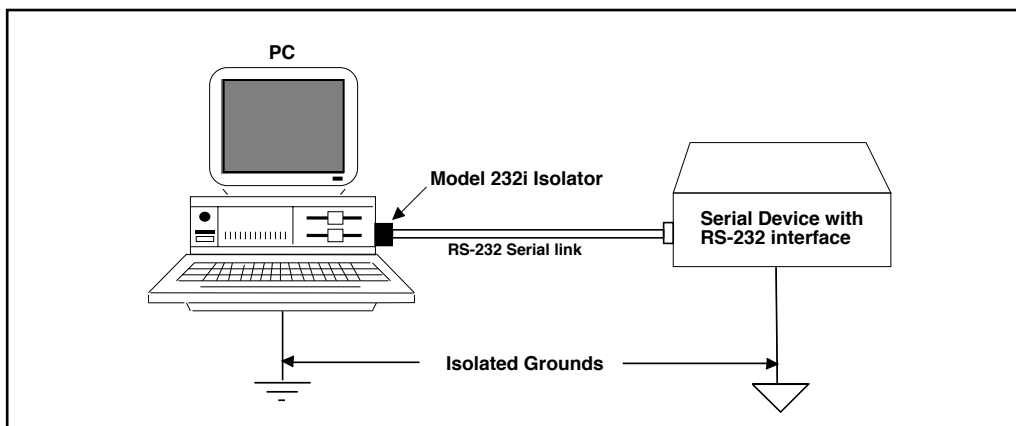 PC
Model 232i Isolator
Serial Device with
RS-232 interface
RS-232 Serial link
Isolated Grounds